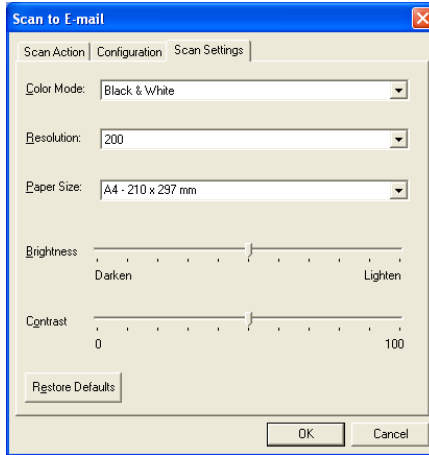 Scan to E-mail
Scan Action Configuration Scan Settings
Color Mode: Black & White
Resolution: 200
Paper Size: A4 - 210 x 297 mm
Brightness
Darken Lighten
Contrast
0 100
Restore Defaults
OK Cancel